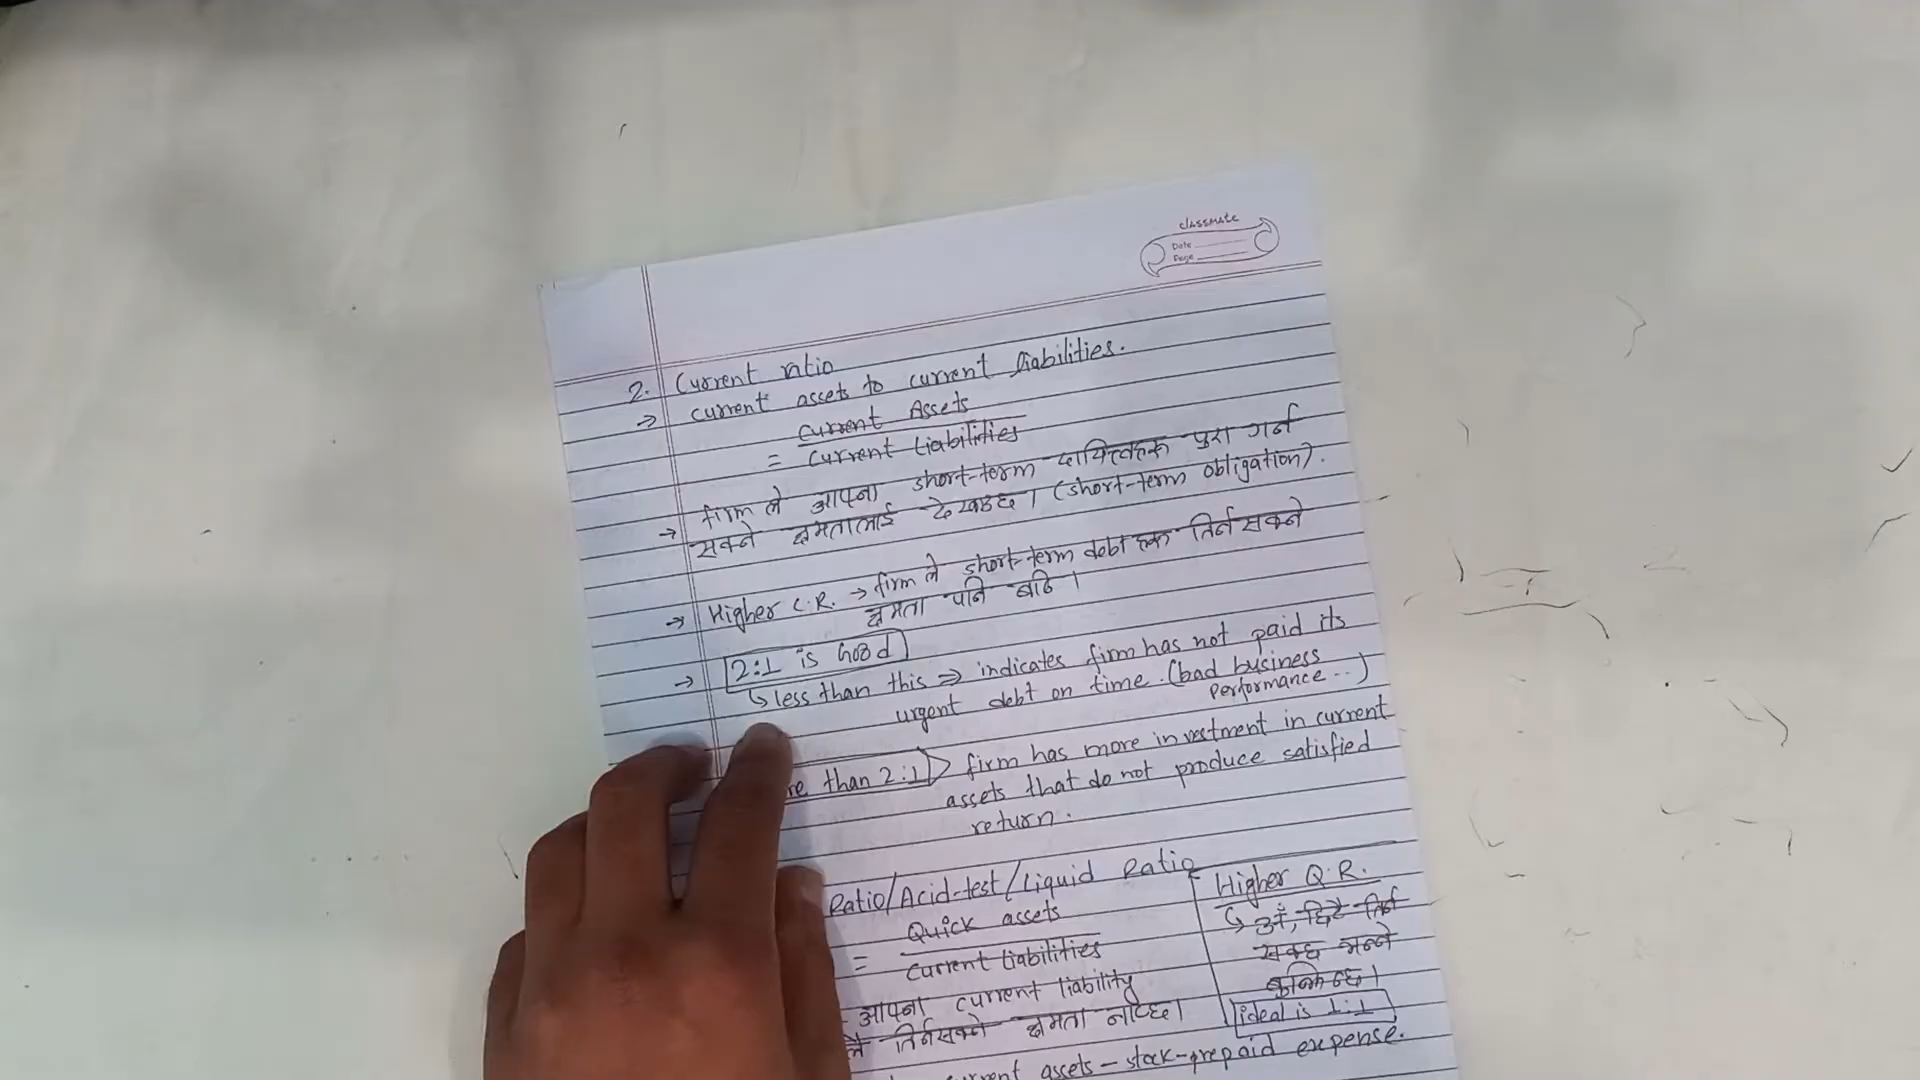 classmate
Date
Page
2. Current ratio
→ current assets to current liabilities.
Current Assets
= Current Liabilities
→ firm ले आफ्ना short-term दायित्वहरू पुरा गर्न
सक्ने क्षमतालाई देखाउछ । (short-term obligation).
→ Higher C.R. → firm ले short-term debt हरू तिर्न सक्ने
क्षमता पनि बढि ।
→ 2:1 is Good
↳ less than this ⇒ indicates firm has not paid its
urgent debt on time. (bad business
performance...)
re than 2:1 firm has more investment in current
assets that do not produce satisfied
return.
Ratio/Acid-test/Liquid Ratio
Quick assets
= Current Liabilities
आफ्ना current liability
ले तिर्नसक्ने क्षमता नाप्छ।
Higher Q.R.
↳ तिर्न
सक्छ भन्ने
बुझिन्छ।
ideal is 1:1
assets - stock - prepaid expense.